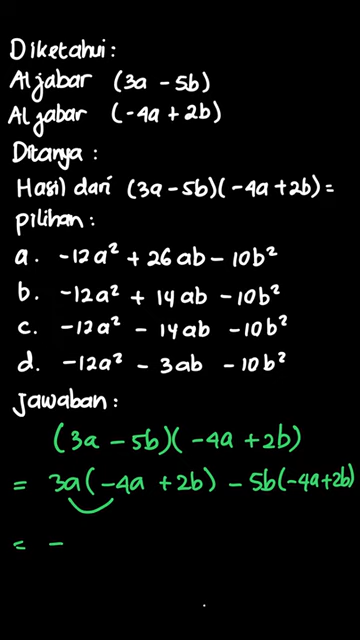 Diketahui:
Aljabar (3a - 5b)
Aljabar (-4a + 2b)
Ditanya:
Hasil dari (3a - 5b)(-4a + 2b) =
pilihan:
a. -12a² + 26ab - 10b²
b. -12a² + 14ab - 10b²
c. -12a² - 14ab - 10b²
d. -12a² - 3ab - 10b²
Jawaban:
(3a - 5b)(-4a + 2b)
= 3a(-4a + 2b) - 5b(-4a+2b)
= -